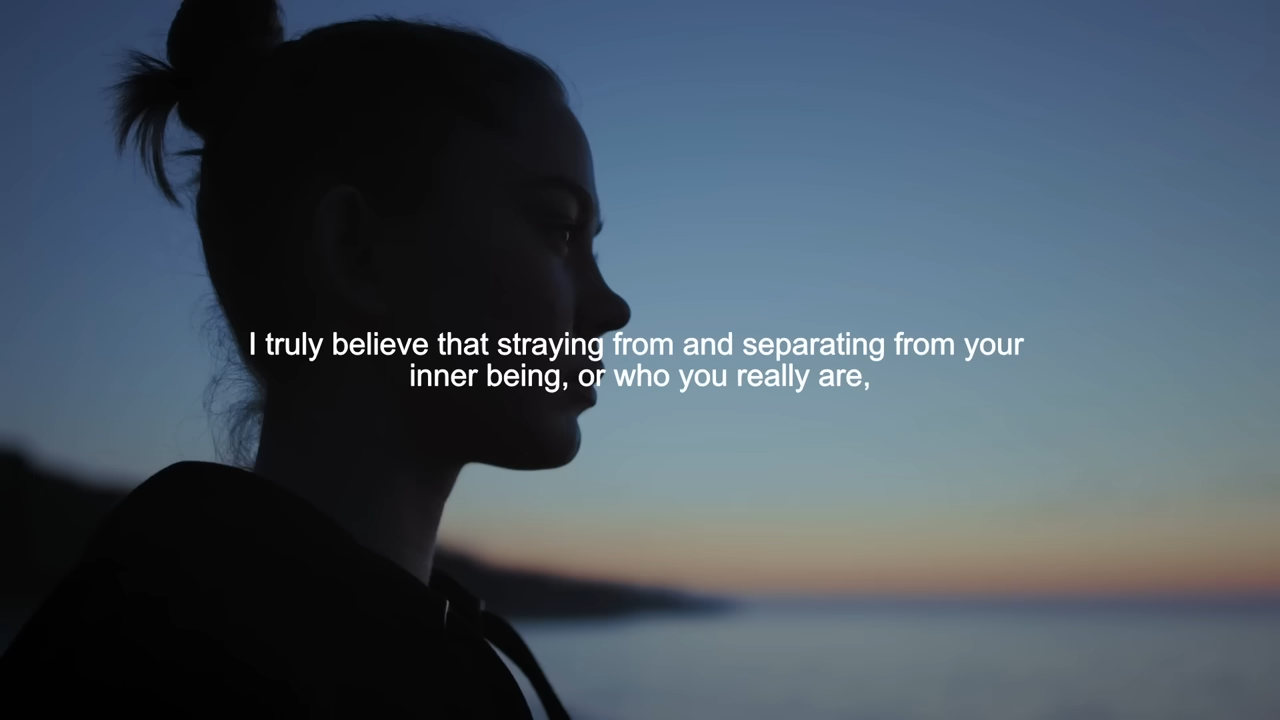 I truly believe that straying from and separating from your
inner being, or who you really are,